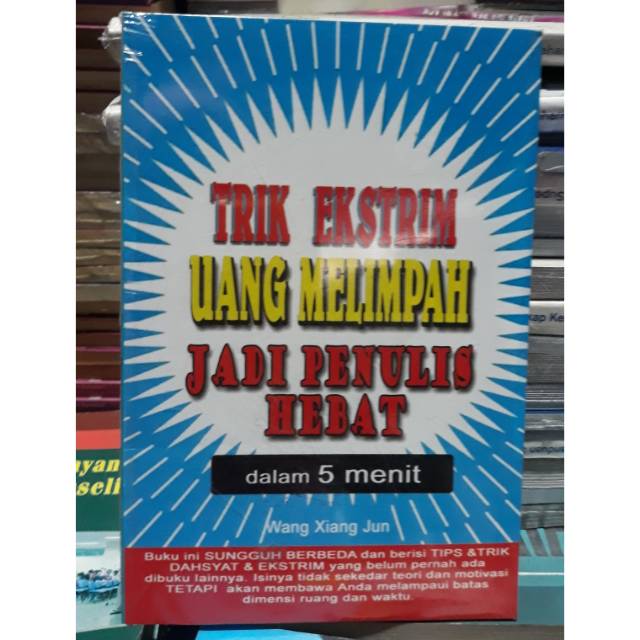 TRIK EKSTRIM
UANG MELIMPAH
JADI PENULIS
HEBAT
dalam 5 menit
Wang Xiang Jun
Buku ini SUNGGUH BERBEDA dan berisi TIPS &TRIK
DAHSYAT & EKSTRIM yang belum pernah ada
dibuku lainnya. Isinya tidak sekedar teori dan motivasi
TETAPI akan membawa Anda melampaui batas
dimensi ruang dan waktu.